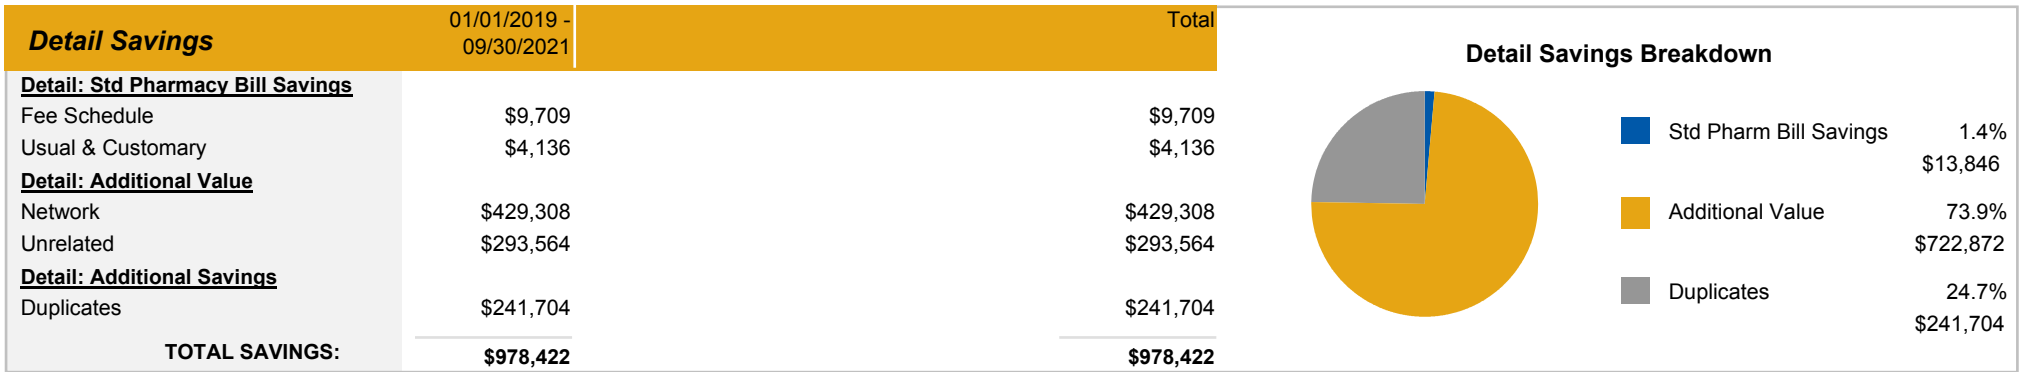 Detail Savings
01/01/2019 -
09/30/2021
Total
Detail: Std Pharmacy Bill Savings
Fee Schedule $9,709 $9,709
Usual & Customary $4,136 $4,136
Detail: Additional Value
Network $429,308 $429,308
Unrelated $293,564 $293,564
Detail: Additional Savings
Duplicates $241,704 $241,704
TOTAL SAVINGS: $978,422 $978,422
Detail Savings Breakdown
Std Pharm Bill Savings 1.4%
$13,846
Additional Value 73.9%
$722,872
Duplicates 24.7%
$241,704